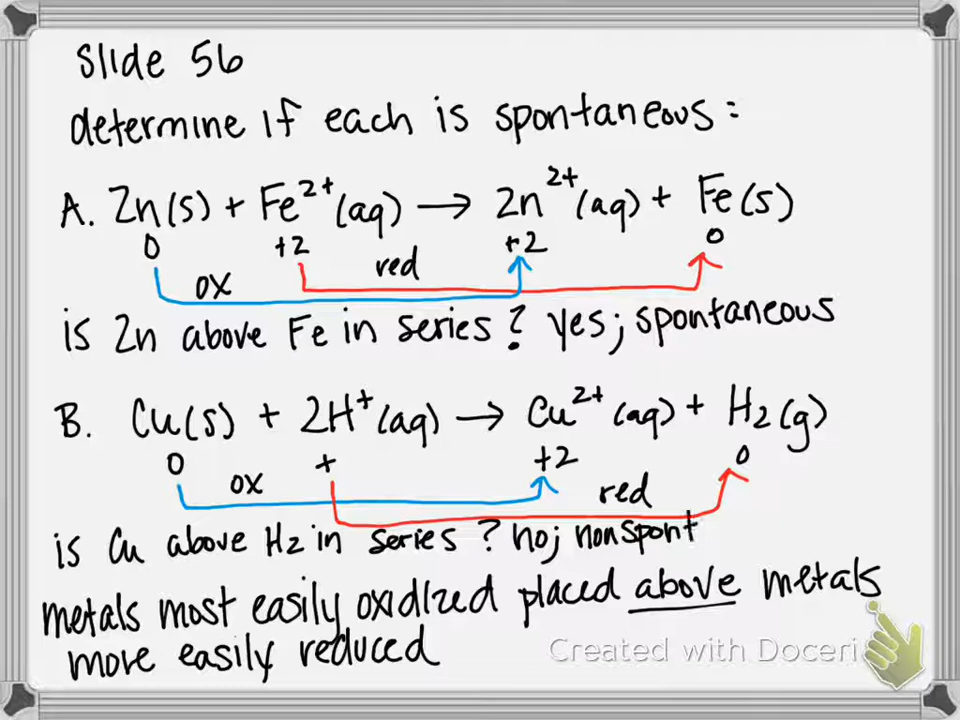 Slide 56
determine if each is spontaneous:
A. Zn(s) + Fe²⁺(aq) → Zn²⁺(aq) + Fe(s)
0 +2 +2 0
ox red
is Zn above Fe in series? yes; spontaneous
B. Cu(s) + 2H⁺(aq) → Cu²⁺(aq) + H₂(g)
0 + +2 0
ox red
is Cu above H₂ in series? no; nonspont
metals most easily oxidized placed above metals
more easily reduced
Created with Doceri